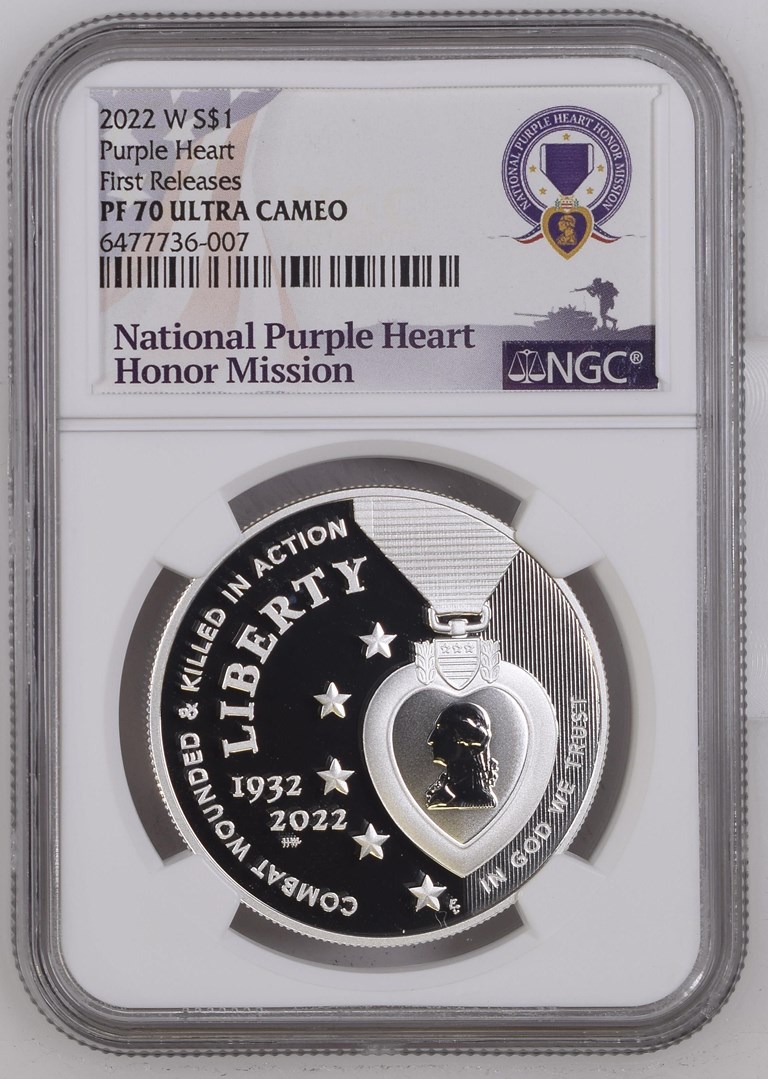 2022 W S$1
Purple Heart
First Releases
PF 70 ULTRA CAMEO
6477736-007
NATIONAL PURPLE HEART HONOR MISSION
National Purple Heart
Honor Mission
NGC®
COMBAT WOUNDED & KILLED IN ACTION
LIBERTY
1932
2022
IN GOD WE TRUST